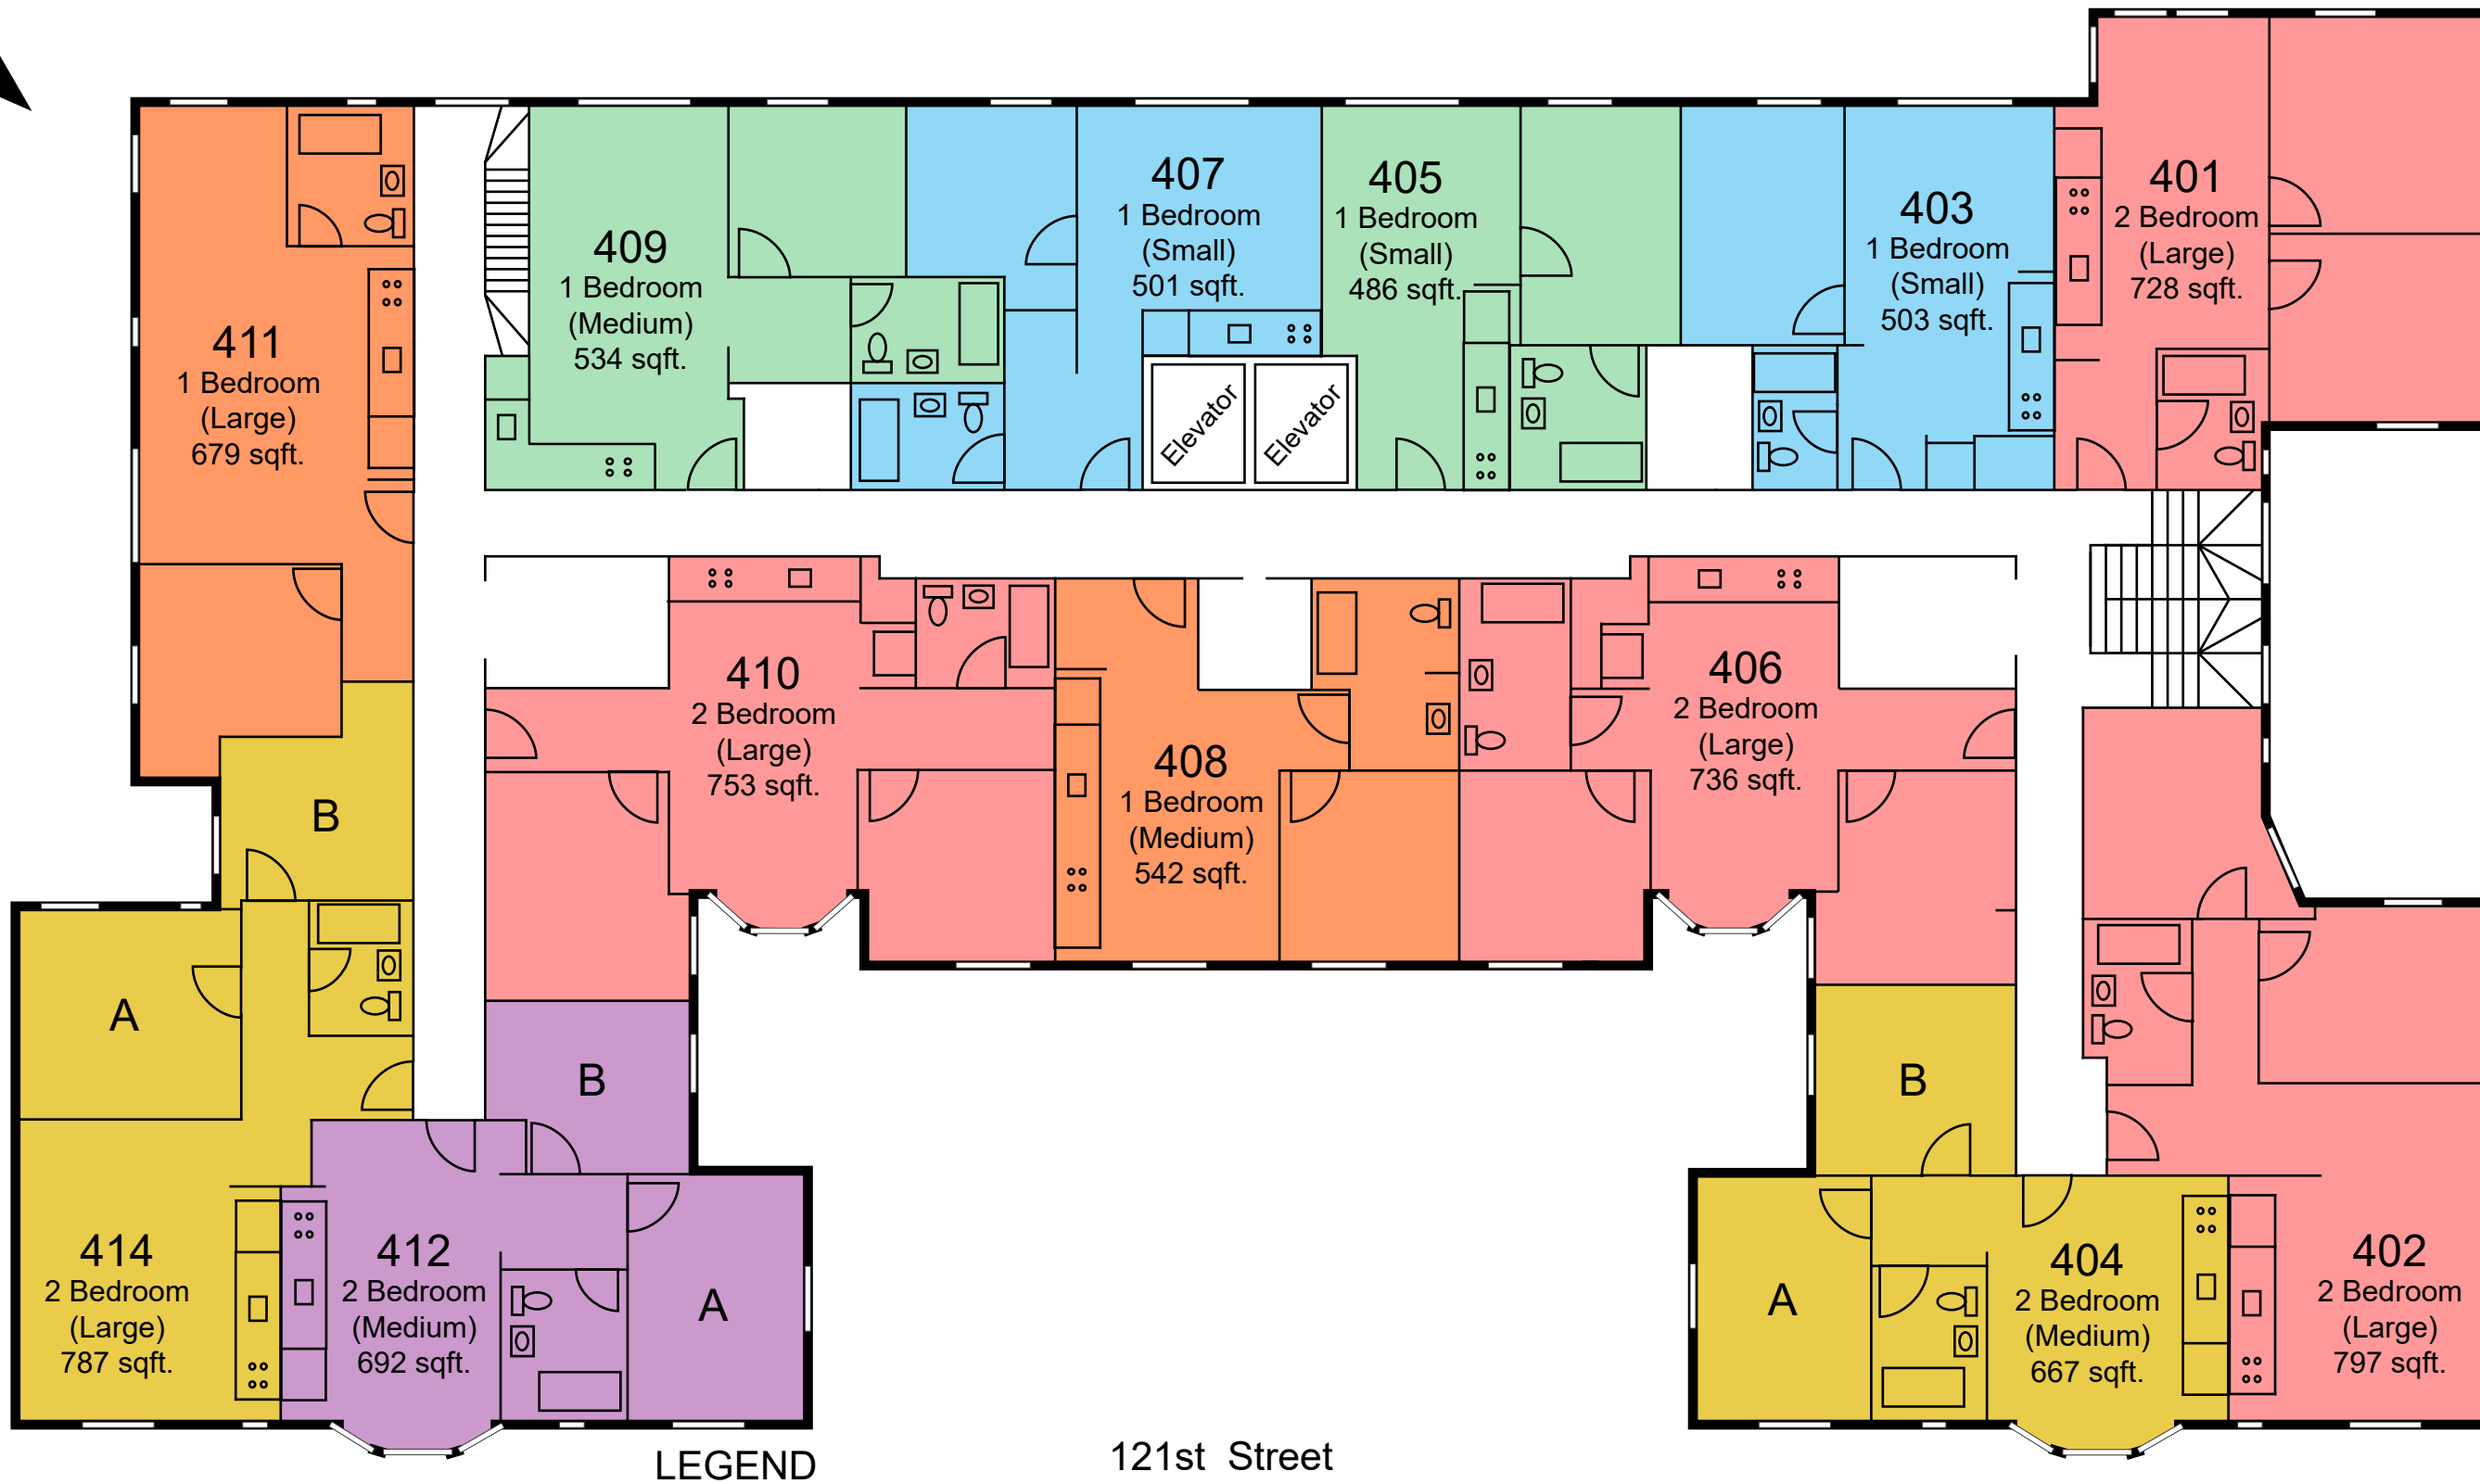 401
2 Bedroom
(Large)
728 sqft.
403
1 Bedroom
(Small)
503 sqft.
405
1 Bedroom
(Small)
486 sqft.
407
1 Bedroom
(Small)
501 sqft.
409
1 Bedroom
(Medium)
534 sqft.
411
1 Bedroom
(Large)
679 sqft.
Elevator
Elevator
410
2 Bedroom
(Large)
753 sqft.
408
1 Bedroom
(Medium)
542 sqft.
406
2 Bedroom
(Large)
736 sqft.
B
A
B
B
414
2 Bedroom
(Large)
787 sqft.
412
2 Bedroom
(Medium)
692 sqft.
A
A
404
2 Bedroom
(Medium)
667 sqft.
402
2 Bedroom
(Large)
797 sqft.
LEGEND
121st Street